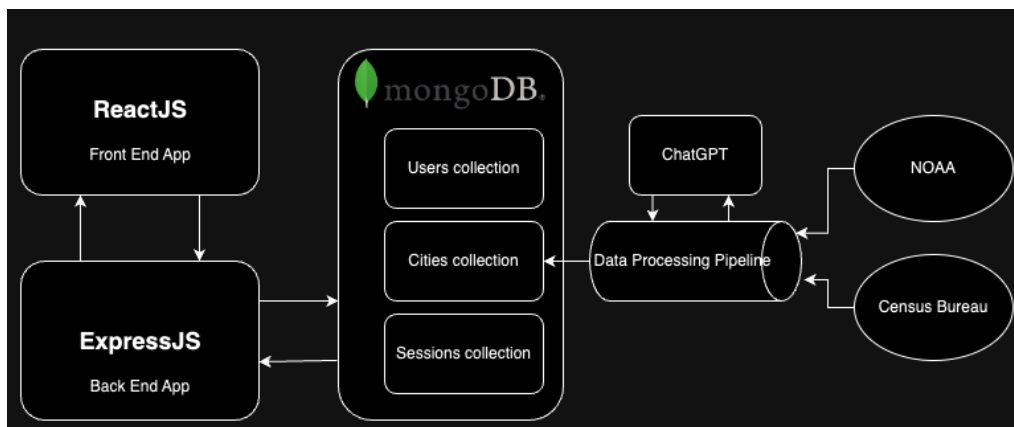 ReactJS
Front End App
ExpressJS
Back End App
mongoDB®
Users collection
Cities collection
Sessions collection
ChatGPT
Data Processing Pipeline
NOAA
Census Bureau